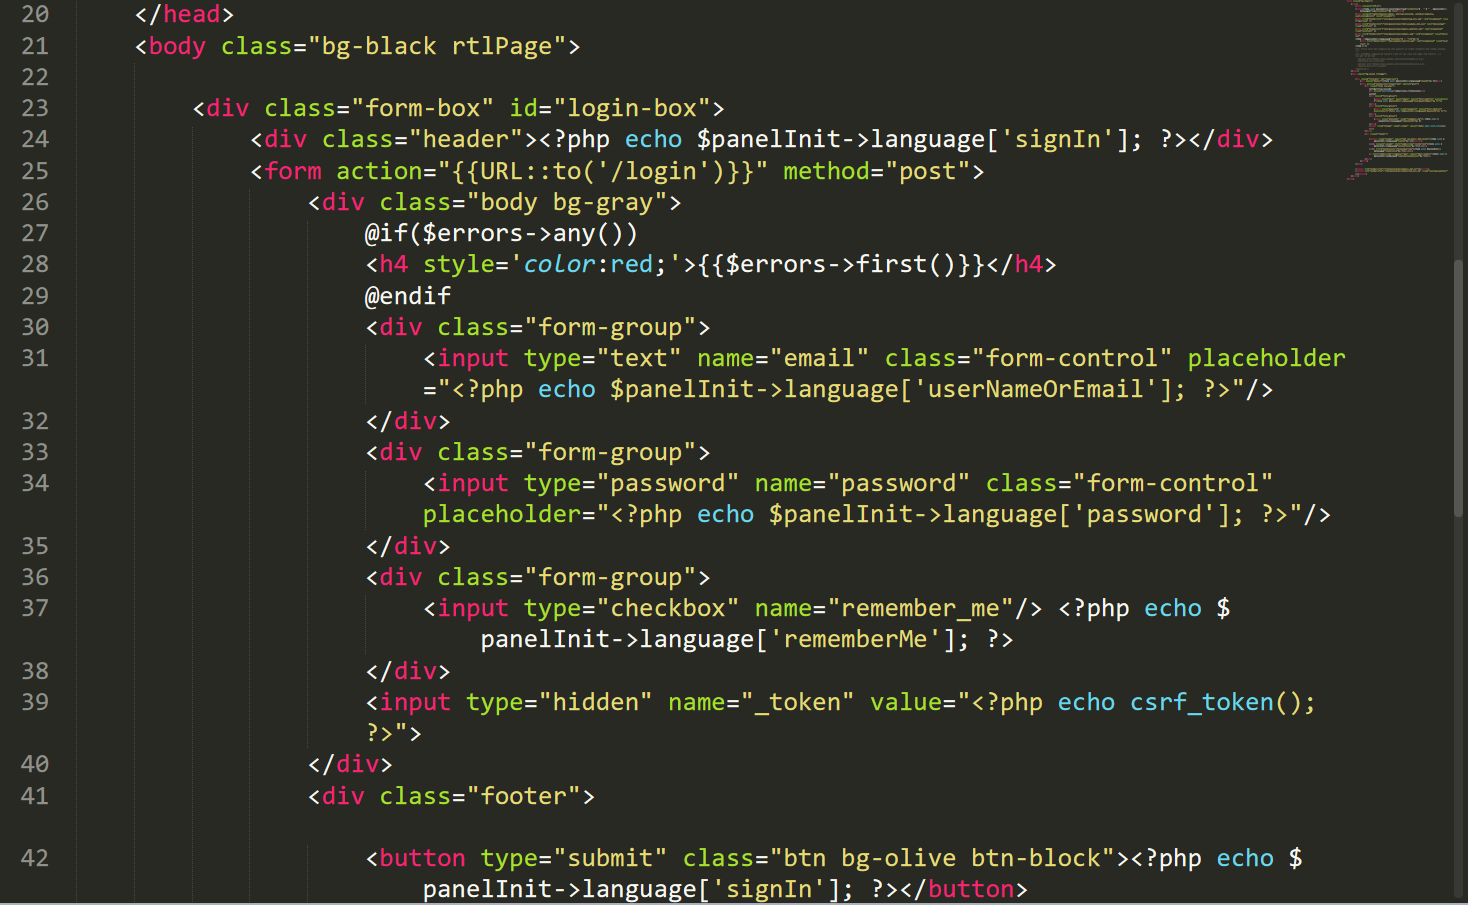 20 </head>
21 <body class="bg-black rtlPage">
22
23 <div class="form-box" id="login-box">
24 <div class="header"><?php echo $panelInit->language['signIn']; ?></div>
25 <form action="{{URL::to('/login')}}" method="post">
26 <div class="body bg-gray">
27 @if($errors->any())
28 <h4 style='color:red;'>{{$errors->first()}}</h4>
29 @endif
30 <div class="form-group">
31 <input type="text" name="email" class="form-control" placeholder
="<?php echo $panelInit->language['userNameOrEmail']; ?>"/>
32 </div>
33 <div class="form-group">
34 <input type="password" name="password" class="form-control"
placeholder="<?php echo $panelInit->language['password']; ?>"/>
35 </div>
36 <div class="form-group">
37 <input type="checkbox" name="remember_me"/> <?php echo $
panelInit->language['rememberMe']; ?>
38 </div>
39 <input type="hidden" name="_token" value="<?php echo csrf_token();
?>">
40 </div>
41 <div class="footer">
42 <button type="submit" class="btn bg-olive btn-block"><?php echo $
panelInit->language['signIn']; ?></button>